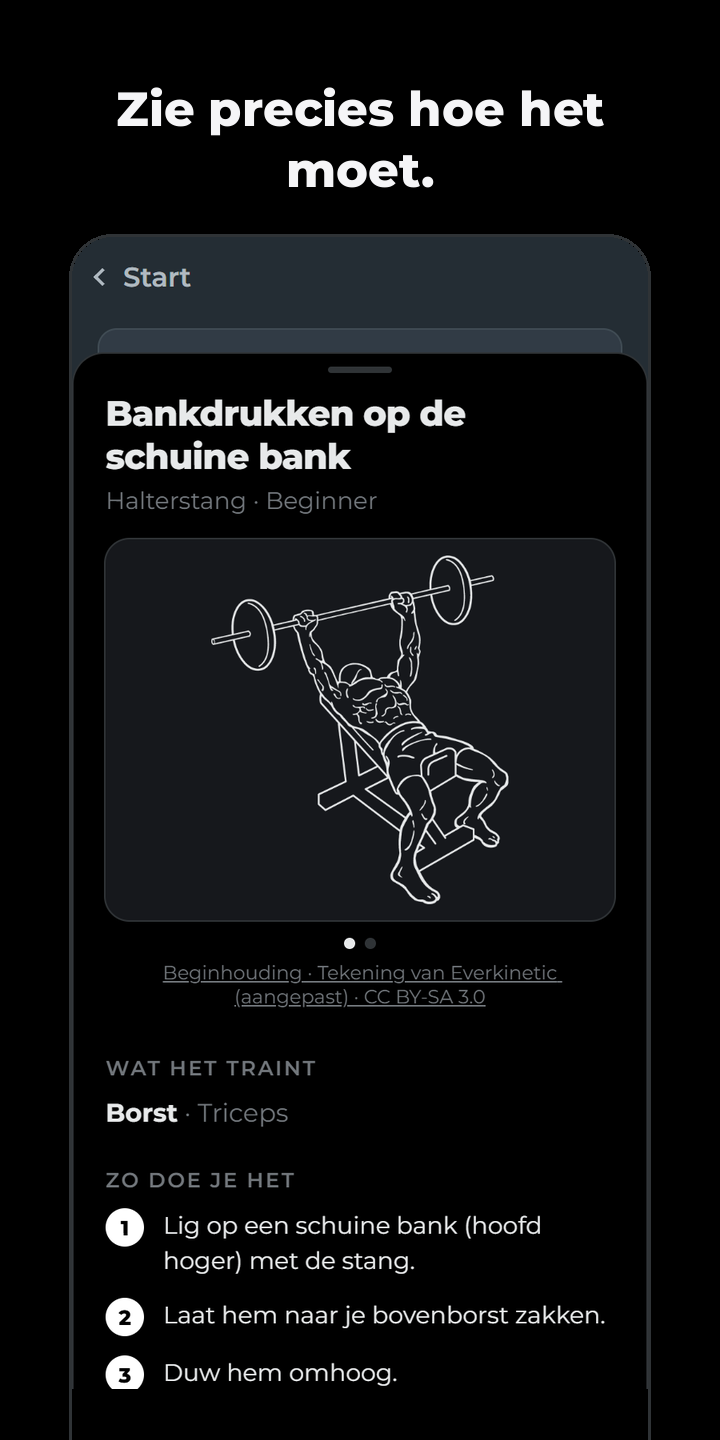 Zie precies hoe het
moet.
Start
Bankdrukken op de
schuine bank
Halterstang · Beginner
Beginhouding · Tekening van Everkinetic
(aangepast) · CC BY-SA 3.0
WAT HET TRAINT
Borst · Triceps
ZO DOE JE HET
1 Lig op een schuine bank (hoofd
hoger) met de stang.
2 Laat hem naar je bovenborst zakken.
3 Duw hem omhoog.